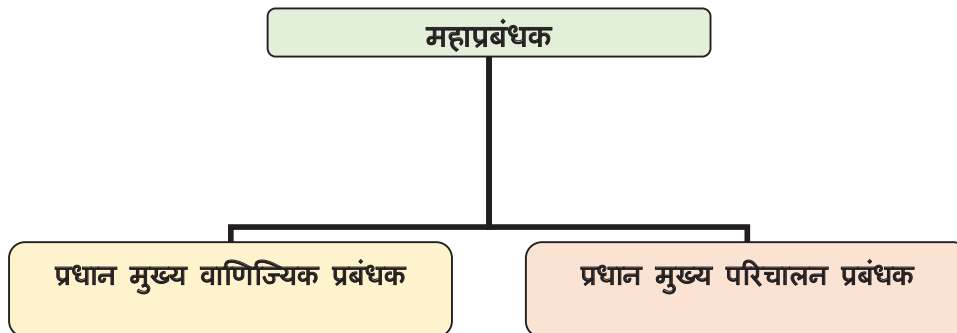 महाप्रबंधक
प्रधान मुख्य वाणिज्यिक प्रबंधक
प्रधान मुख्य परिचालन प्रबंधक